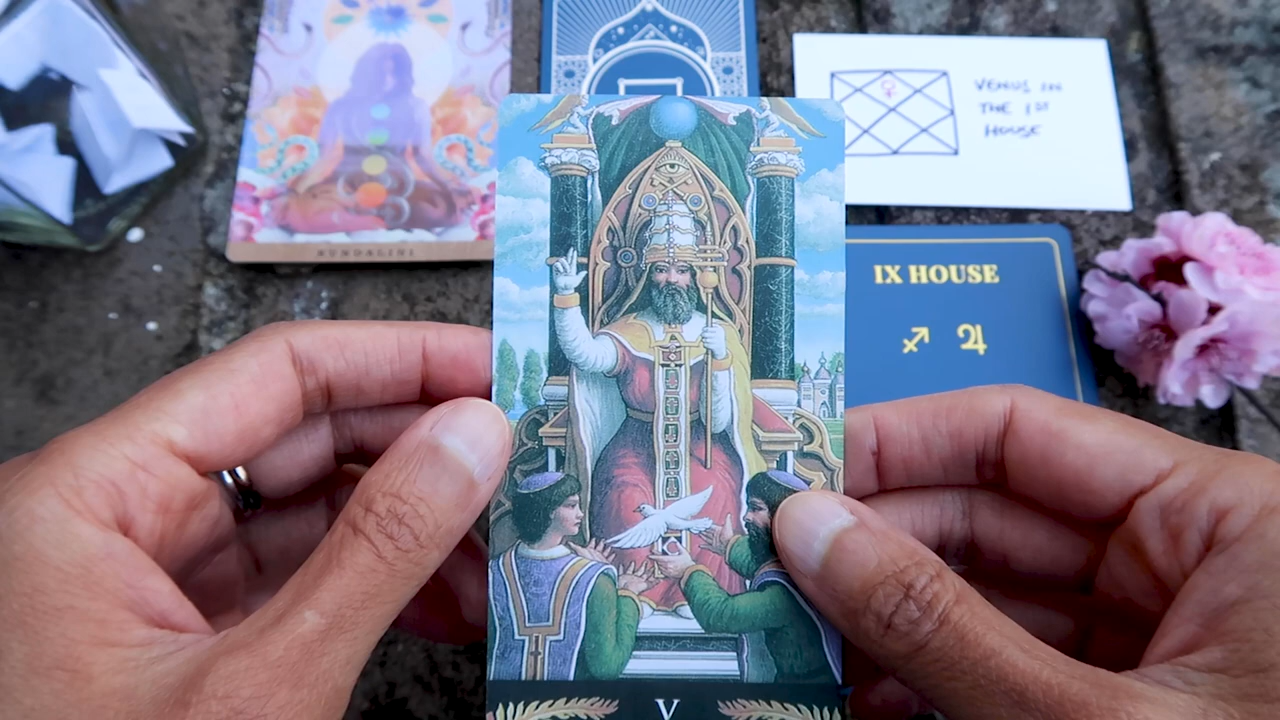 KUNDALINI
VENUS IN
THE 1ST
HOUSE
IX HOUSE
♐ ♃
V